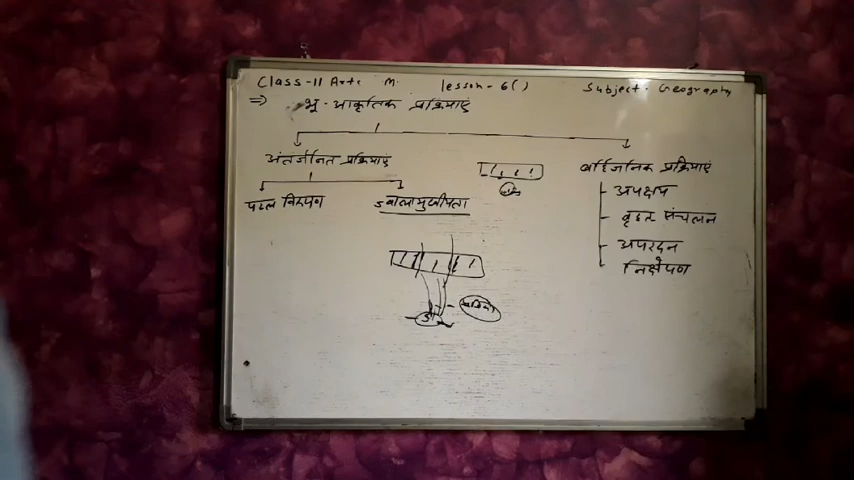 Class-11 Arts M. lesson-6() Subject- Geography
⇒ भू-आकृतिक प्रक्रियाएं
अंतर्जनित प्रक्रियाएं
बहिर्जनिक प्रक्रियाएं
पटल विरूपण
ज्वालामुखीयता
अपक्षय
वृहत संचलन
अपरदन
निक्षेपण